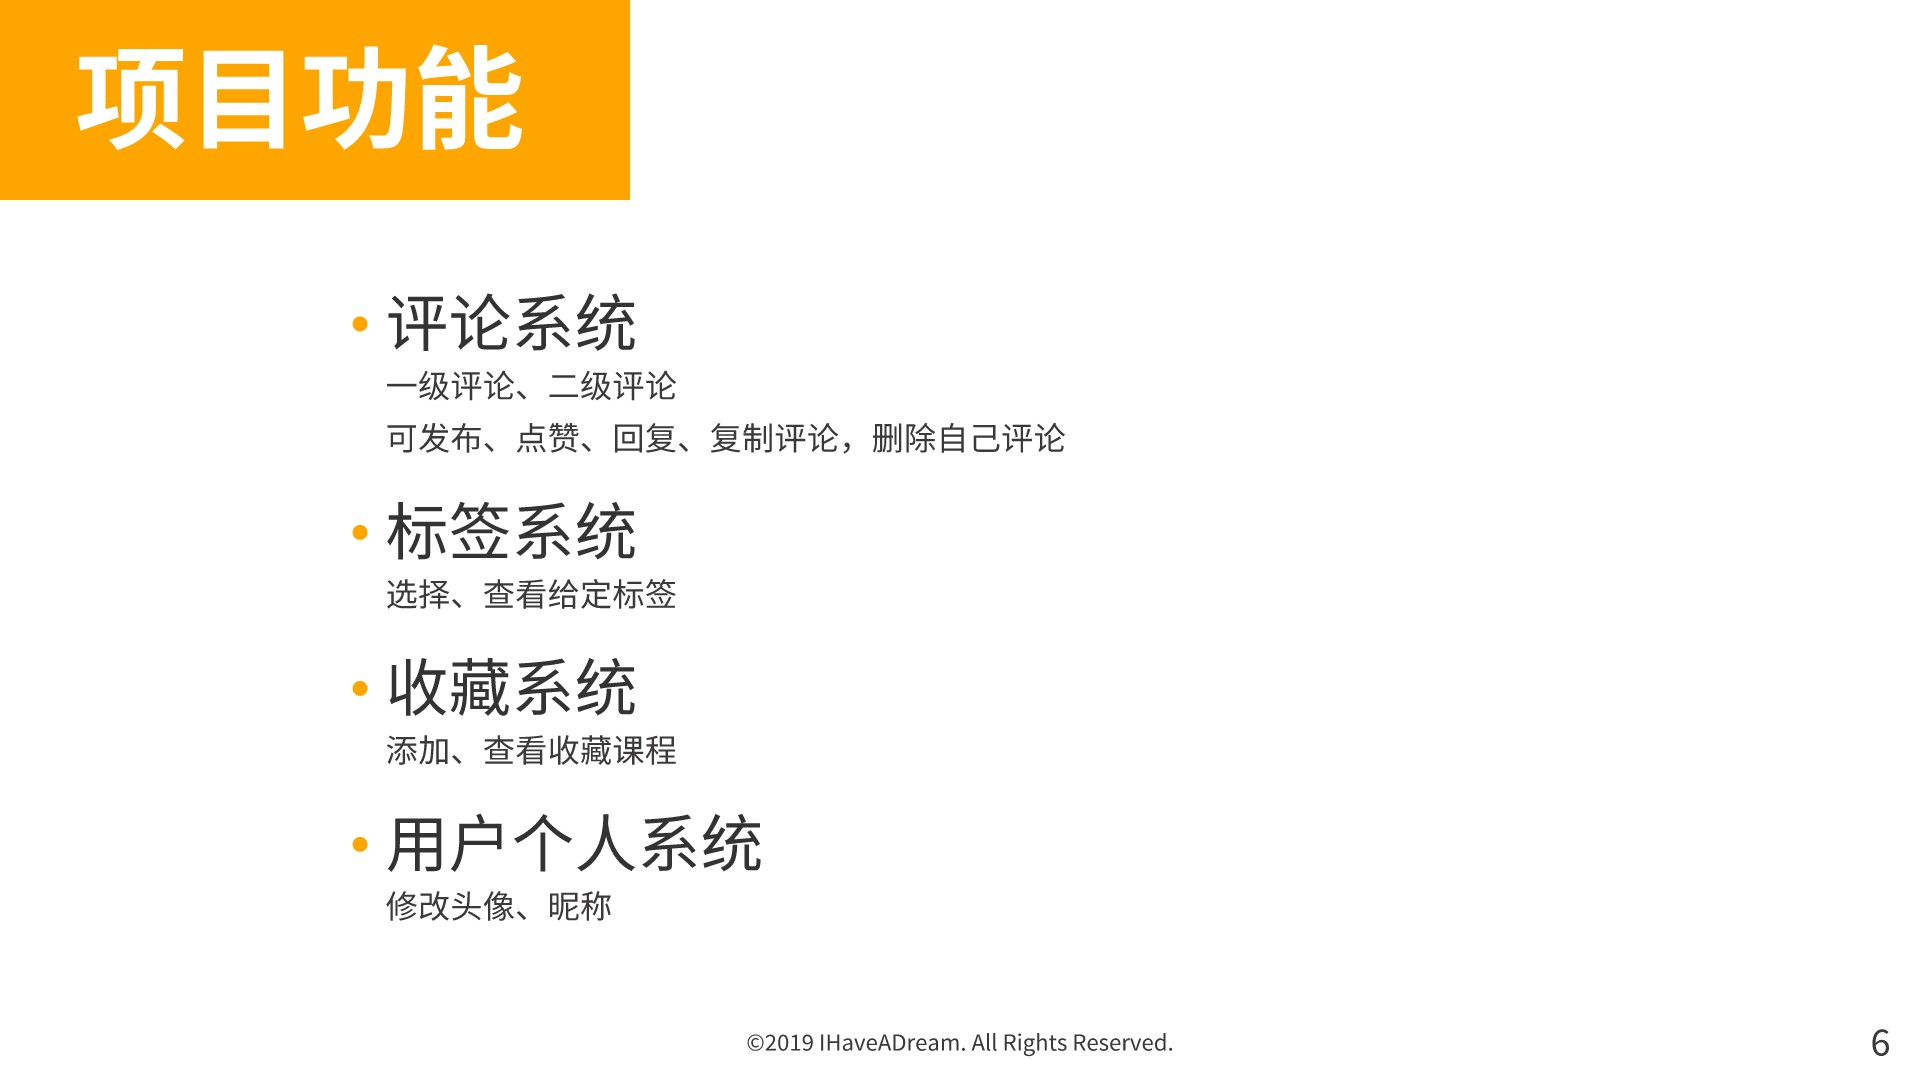 项目功能
• 评论系统
一级评论、二级评论
可发布、点赞、回复、复制评论，删除自己评论
• 标签系统
选择、查看给定标签
• 收藏系统
添加、查看收藏课程
• 用户个人系统
修改头像、昵称
©2019 IHaveADream. All Rights Reserved.
6